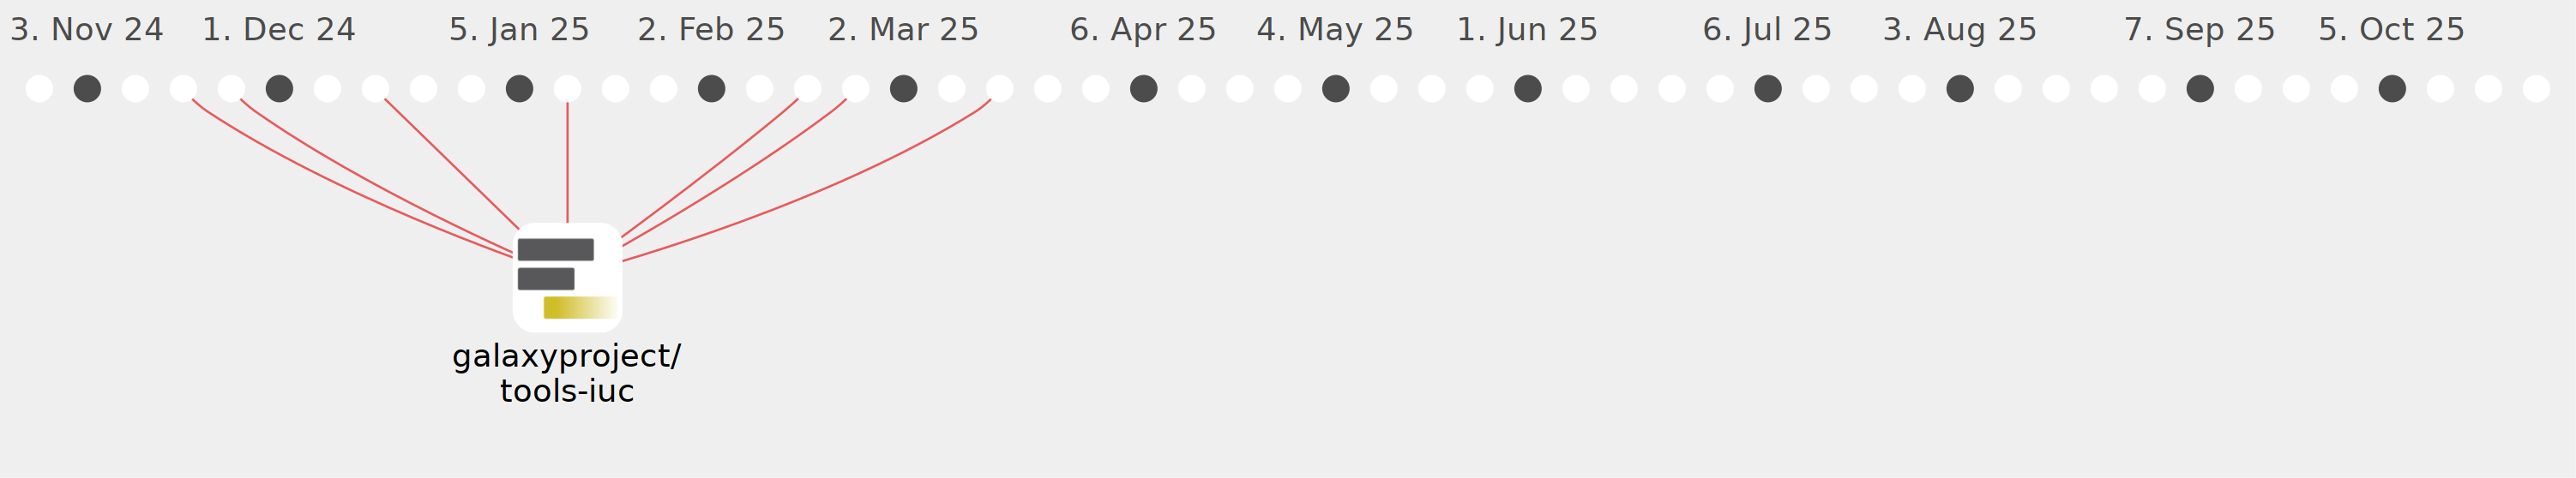 3. Nov 24 1. Dec 24 5. Jan 25 2. Feb 25 2. Mar 25 6. Apr 25 4. May 25 1. Jun 25 6. Jul 25 3. Aug 25 7. Sep 25 5. Oct 25
galaxyproject/
tools-iuc